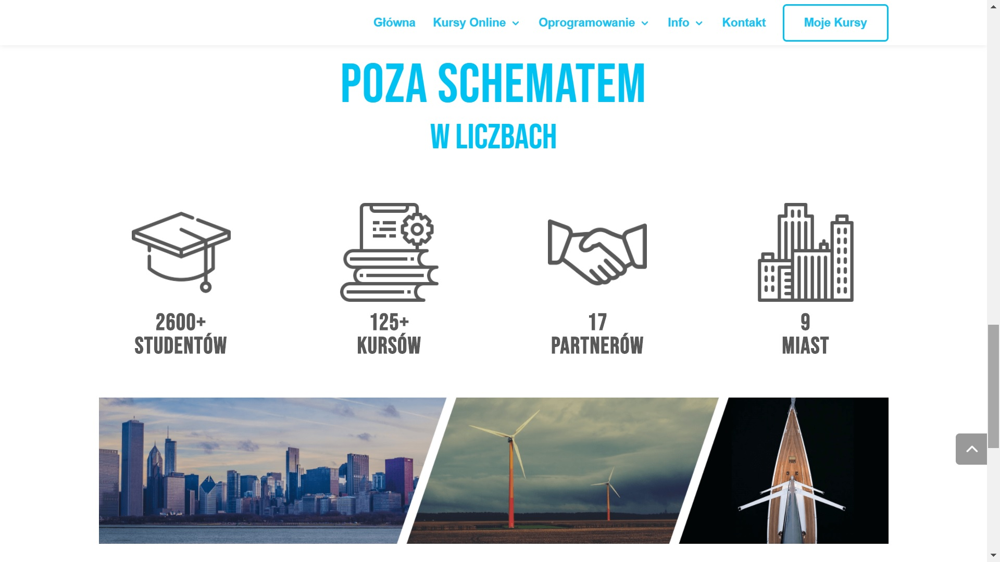 Główna Kursy Online Oprogramowanie Info Kontakt Moje Kursy
POZA SCHEMATEM
W LICZBACH
2600+
STUDENTÓW
125+
KURSÓW
17
PARTNERÓW
9
MIAST